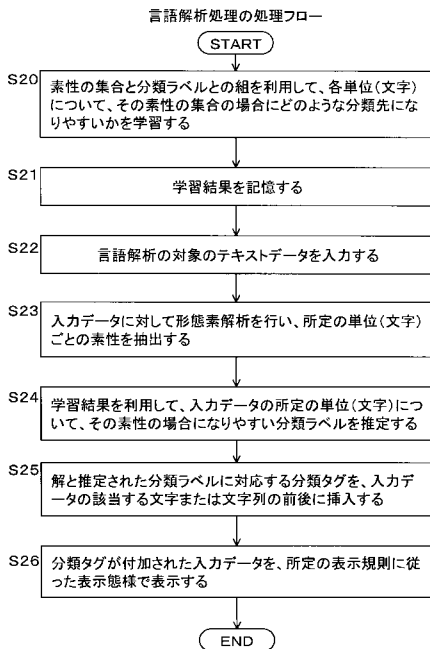 言語解析処理の処理フロー
START
S20
素性の集合と分類ラベルとの組を利用して、各単位(文字)
について、その素性の集合の場合にどのような分類先にな
りやすいかを学習する
S21
学習結果を記憶する
S22
言語解析の対象のテキストデータを入力する
S23
入力データに対して形態素解析を行い、所定の単位(文字)
ごとの素性を抽出する
S24
学習結果を利用して、入力データの所定の単位(文字)につ
いて、その素性の場合になりやすい分類ラベルを推定する
S25
解と推定された分類ラベルに対応する分類タグを、入力デ
ータの該当する文字または文字列の前後に挿入する
S26
分類タグが付加された入力データを、所定の表示規則に従
った表示態様で表示する
END